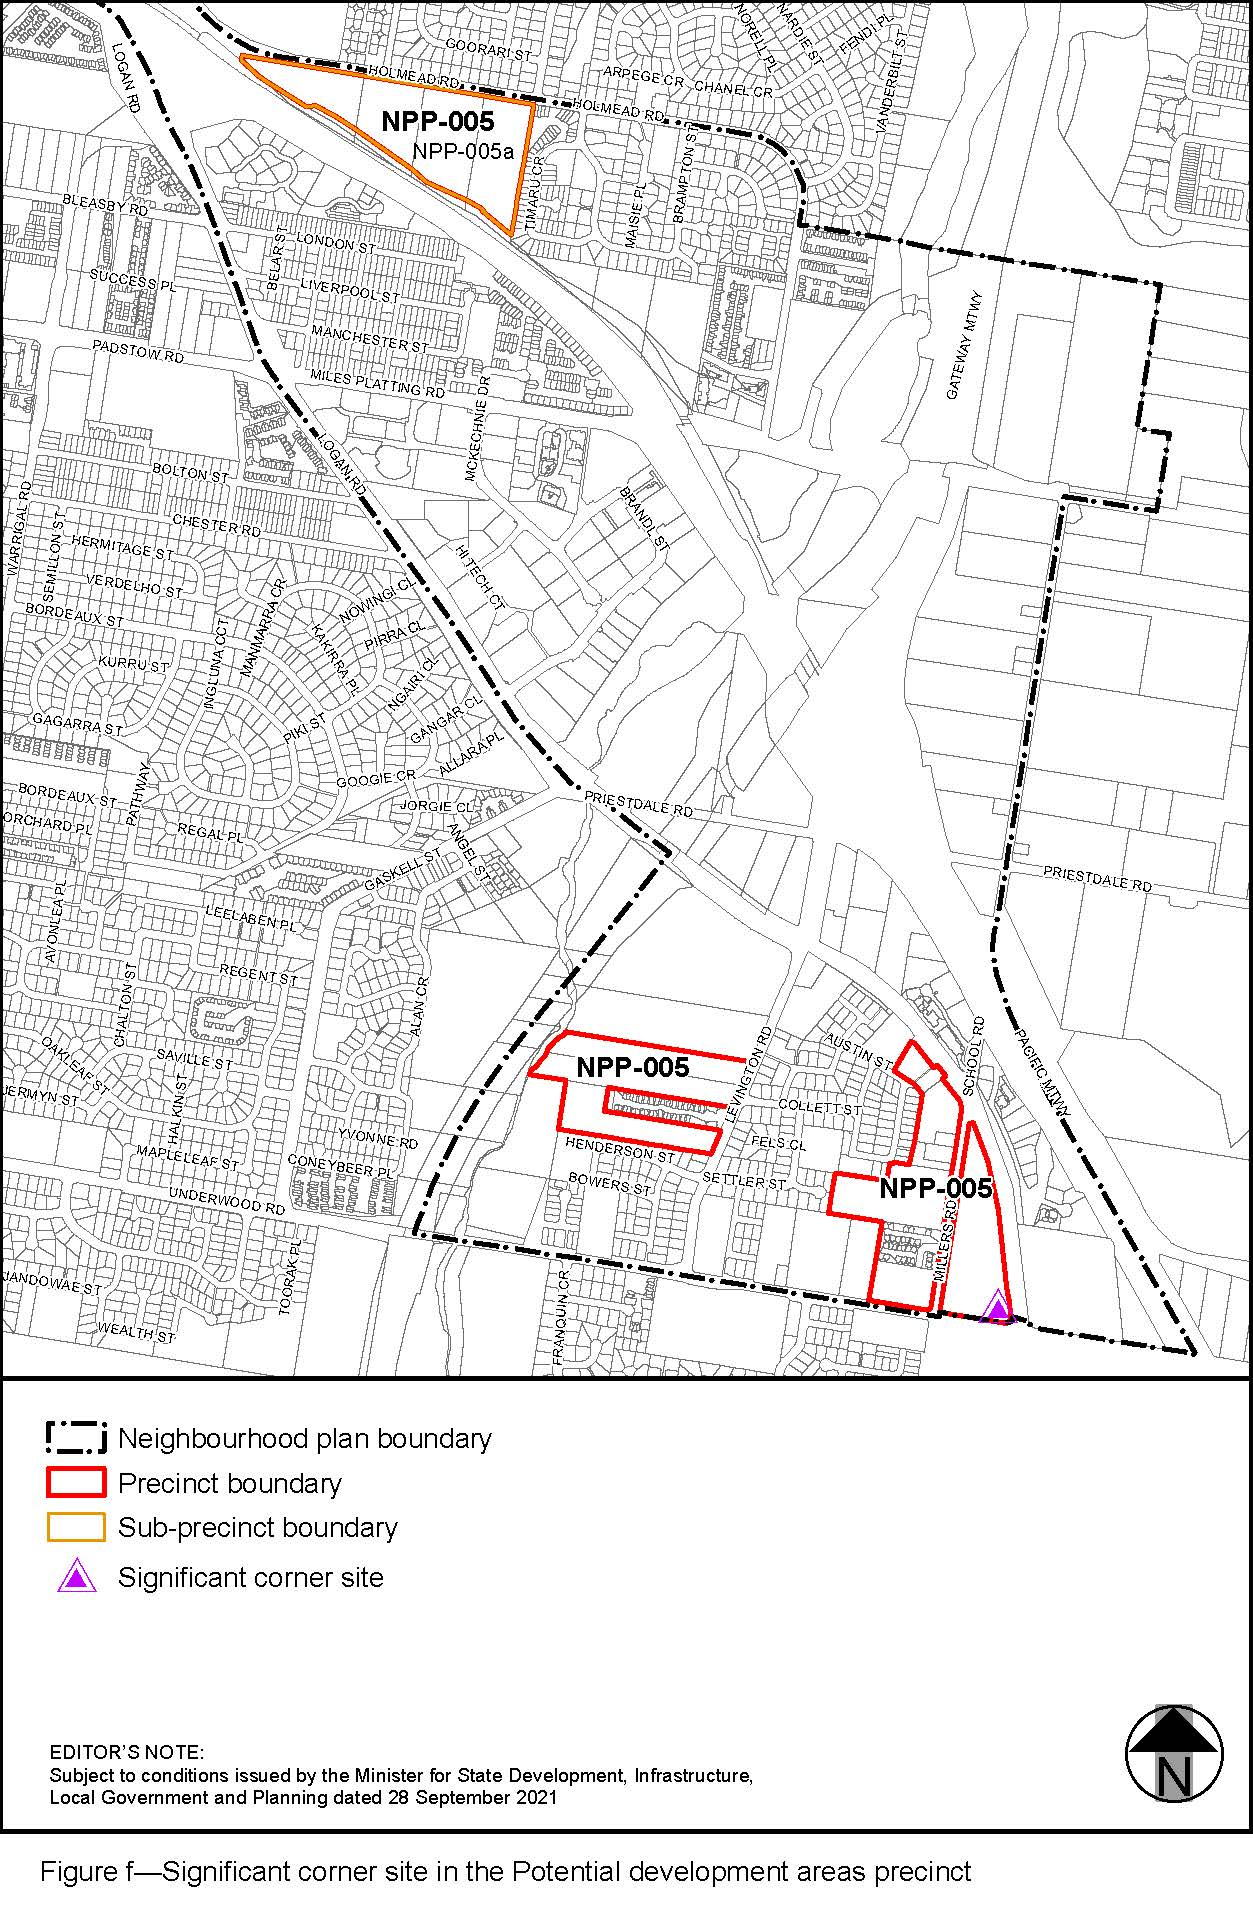 GOORARI ST
NORELL PL
NARDIE ST
FENDI PL
VANDERBILT ST
LOGAN RD
HOLMEAD RD
ARPEGE CR
CHANEL CR
HOLMEAD RD
NPP-005
NPP-005a
TIMARU CR
MAISIE PL
BRAMPTON ST
BLEASBY RD
LONDON ST
BELAR ST
SUCCESS PL
LIVERPOOL ST
GATEWAY MTWY
MANCHESTER ST
PADSTOW RD
MILES PLATTING RD
MCKECHNIE DR
LOGAN RD
BOLTON ST
WARRIGAL RD
SEMILLON ST
CHESTER RD
BRANDL ST
HERMITAGE ST
HI TECH CT
VERDELHO ST
MANMARRA CR
NOWINGI CL
BORDEAUX ST
KAKIRRA PL
PIRRA CL
KURRU ST
INGLUNA CCT
NGAIRI CL
GAGARRA ST
PIKI ST
GANGAR CL
ALLARA PL
PATHWAY
GOOGIE CR
BORDEAUX ST
JORGIE CL
PRIESTDALE RD
ORCHARD PL
REGAL PL
ANGEL ST
GASKELL ST
PRIESTDALE RD
AVONLEA PL
LEELABEN PL
REGENT ST
CHALTON ST
ALAN CR
OAKLEAF ST
SAVILLE ST
AUSTIN ST
SCHOOL RD
PACIFIC MTWY
LEVINGTON RD
NPP-005
JERMYN ST
HALKIN ST
COLLETT ST
YVONNE RD
HENDERSON ST
FELS CL
MAPLELEAF ST
CONEYBEER PL
BOWERS ST
SETTLER ST
NPP-005
UNDERWOOD RD
MILLERS RD
TOORAK PL
JANDOWAE ST
FRANQUIN CR
WEALTH ST
Neighbourhood plan boundary
Precinct boundary
Sub-precinct boundary
Significant corner site
EDITOR'S NOTE:
Subject to conditions issued by the Minister for State Development, Infrastructure,
Local Government and Planning dated 28 September 2021
N
Figure f—Significant corner site in the Potential development areas precinct